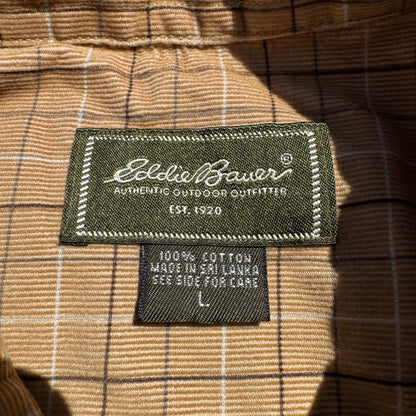 Eddie Bauer®
AUTHENTIC OUTDOOR OUTFITTER
EST. 1920
100% COTTON
MADE IN SRI LANKA
SEE SIDE FOR CARE
L